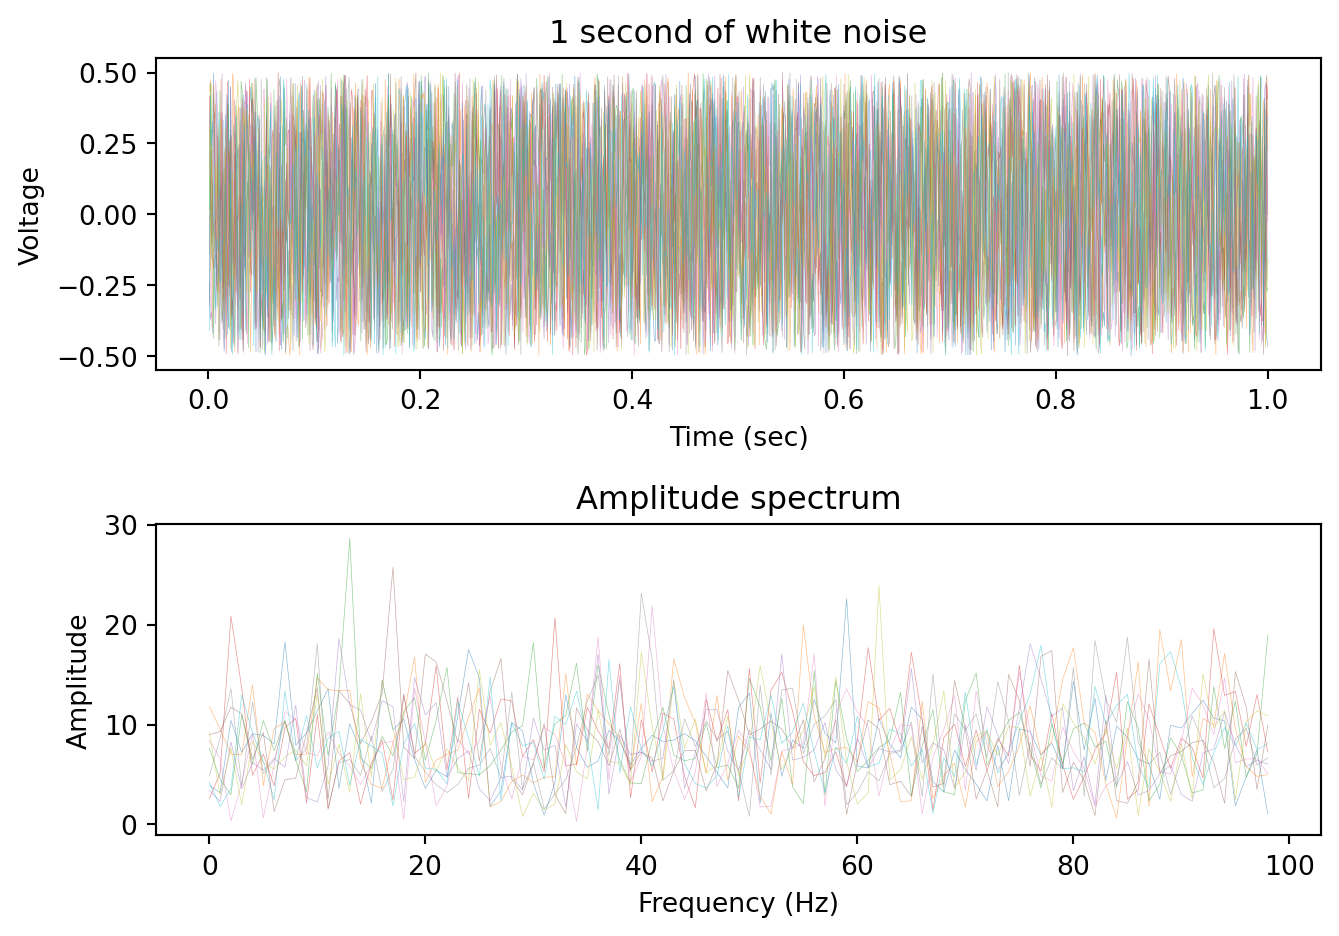 1 second of white noise
0.50
0.25
0.00
−0.25
−0.50
Voltage
0.0 0.2 0.4 0.6 0.8 1.0
Time (sec)
Amplitude spectrum
30
20
10
0
Amplitude
0 20 40 60 80 100
Frequency (Hz)